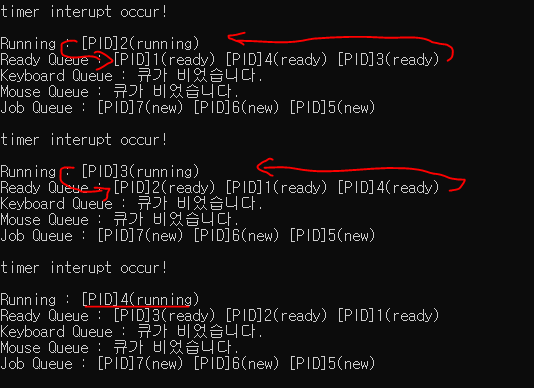 timer interupt occur!
Running : [PID]2(running)
Ready Queue : [PID]1(ready) [PID]4(ready) [PID]3(ready)
Keyboard Queue : 큐가 비었습니다.
Mouse Queue : 큐가 비었습니다.
Job Queue : [PID]7(new) [PID]6(new) [PID]5(new)
timer interupt occur!
Running : [PID]3(running)
Ready Queue : [PID]2(ready) [PID]1(ready) [PID]4(ready)
Keyboard Queue : 큐가 비었습니다.
Mouse Queue : 큐가 비었습니다.
Job Queue : [PID]7(new) [PID]6(new) [PID]5(new)
timer interupt occur!
Running : [PID]4(running)
Ready Queue : [PID]3(ready) [PID]2(ready) [PID]1(ready)
Keyboard Queue : 큐가 비었습니다.
Mouse Queue : 큐가 비었습니다.
Job Queue : [PID]7(new) [PID]6(new) [PID]5(new)